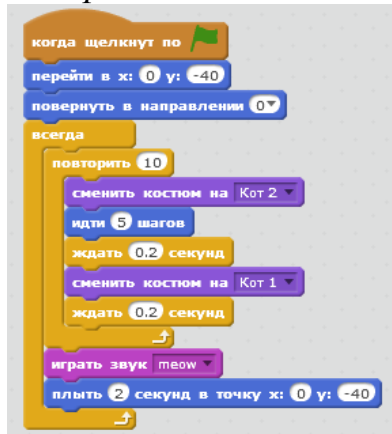 когда щелкнут по
перейти в x: 0 y: -40
повернуть в направлении 0
всегда
повторить 10
сменить костюм на Кот 2
идти 5 шагов
ждать 0.2 секунд
сменить костюм на Кот 1
ждать 0.2 секунд
играть звук meow
плыть 2 секунд в точку x: 0 y: -40